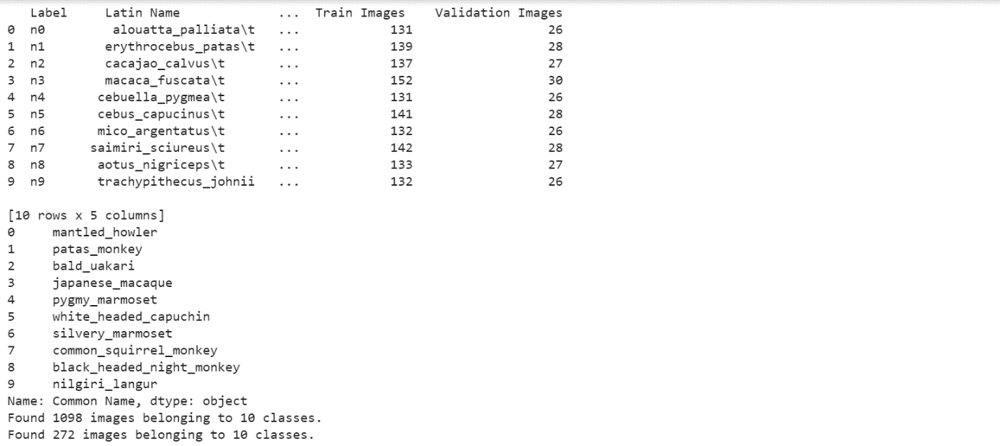 Label Latin Name ... Train Images Validation Images
0 n0 alouatta_palliata\t ... 131 26
1 n1 erythrocebus_patas\t ... 139 28
2 n2 cacajao_calvus\t ... 137 27
3 n3 macaca_fuscata\t ... 152 30
4 n4 cebuella_pygmea\t ... 131 26
5 n5 cebus_capucinus\t ... 141 28
6 n6 mico_argentatus\t ... 132 26
7 n7 saimiri_sciureus\t ... 142 28
8 n8 aotus_nigriceps\t ... 133 27
9 n9 trachypithecus_johnii ... 132 26
[10 rows x 5 columns]
0 mantled_howler
1 patas_monkey
2 bald_uakari
3 japanese_macaque
4 pygmy_marmoset
5 white_headed_capuchin
6 silvery_marmoset
7 common_squirrel_monkey
8 black_headed_night_monkey
9 nilgiri_langur
Name: Common Name, dtype: object
Found 1098 images belonging to 10 classes.
Found 272 images belonging to 10 classes.